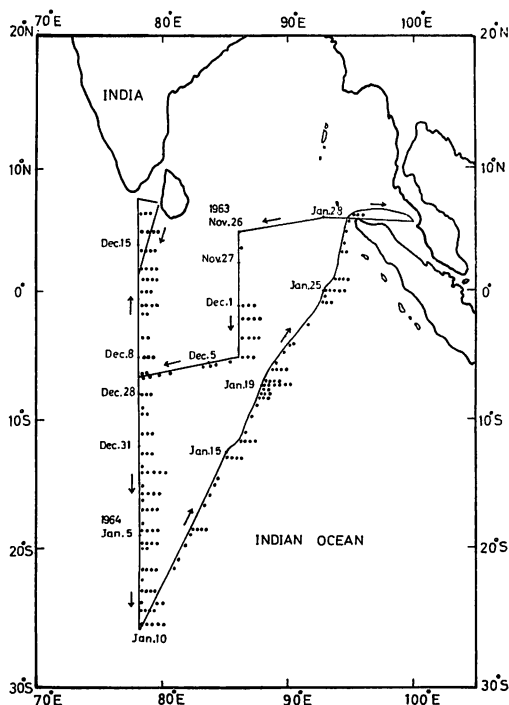 70° E 80° E 90° E 100° E
20° N 20° N
INDIA
10° N 10° N
1963
Nov.26
Jan.29
Dec.15
Nov.27
Jan.25
0° 0°
Dec.1
Dec.8
Dec.5
Dec.28
Jan.19
10° S 10° S
Dec.31
Jan.15
1964
Jan.5
INDIAN OCEAN
20° S 20° S
Jan.10
30° S 30° S
70° E 80° E 90° E 100° E